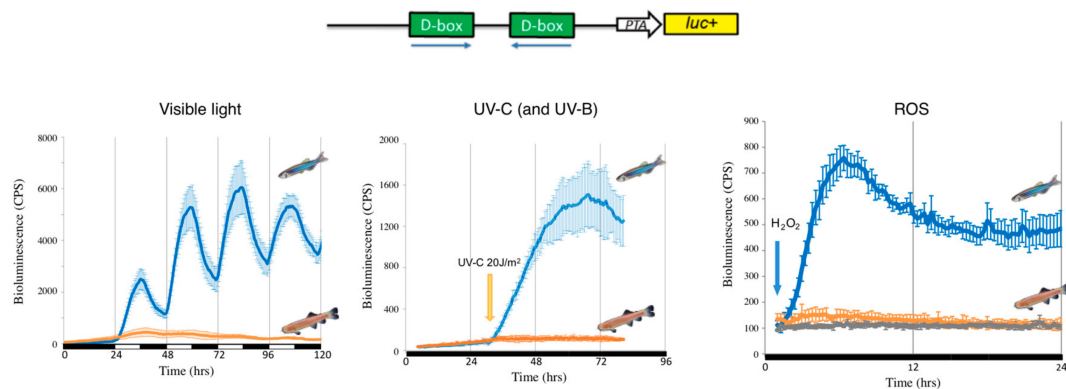 D-box D-box PTA luc+
Visible light
Bioluminescence (CPS)
8000
6000
4000
2000
0
0 24 48 72 96 120
Time (hrs)
UV-C (and UV-B)
Bioluminescence (CPS)
2000
1600
1200
800
400
0
UV-C 20J/m²
0 24 48 72 96
Time (hrs)
ROS
Bioluminescence (CPS)
900
800
700
600
500
400
300
200
100
0
H₂O₂
0 12 24
Time (hrs)